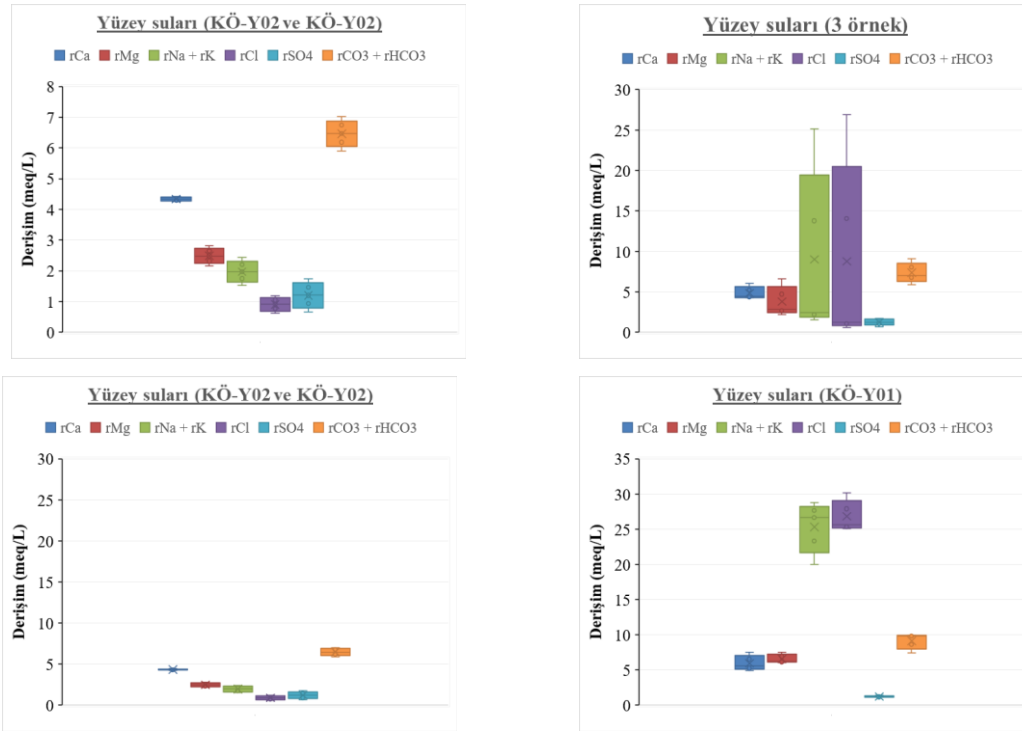 Yüzey suları (KÖ-Y02 ve KÖ-Y02)
rCa rMg rNa + rK rCl rSO4 rCO3 + rHCO3
Derişim (meq/L)
8
7
6
5
4
3
2
1
0
Yüzey suları (3 örnek)
rCa rMg rNa + rK rCl rSO4 rCO3 + rHCO3
Derişim (meq/L)
30
25
20
15
10
5
0
Yüzey suları (KÖ-Y02 ve KÖ-Y02)
rCa rMg rNa + rK rCl rSO4 rCO3 + rHCO3
Derişim (meq/L)
30
25
20
15
10
5
0
Yüzey suları (KÖ-Y01)
rCa rMg rNa + rK rCl rSO4 rCO3 + rHCO3
Derişim (meq/L)
35
30
25
20
15
10
5
0